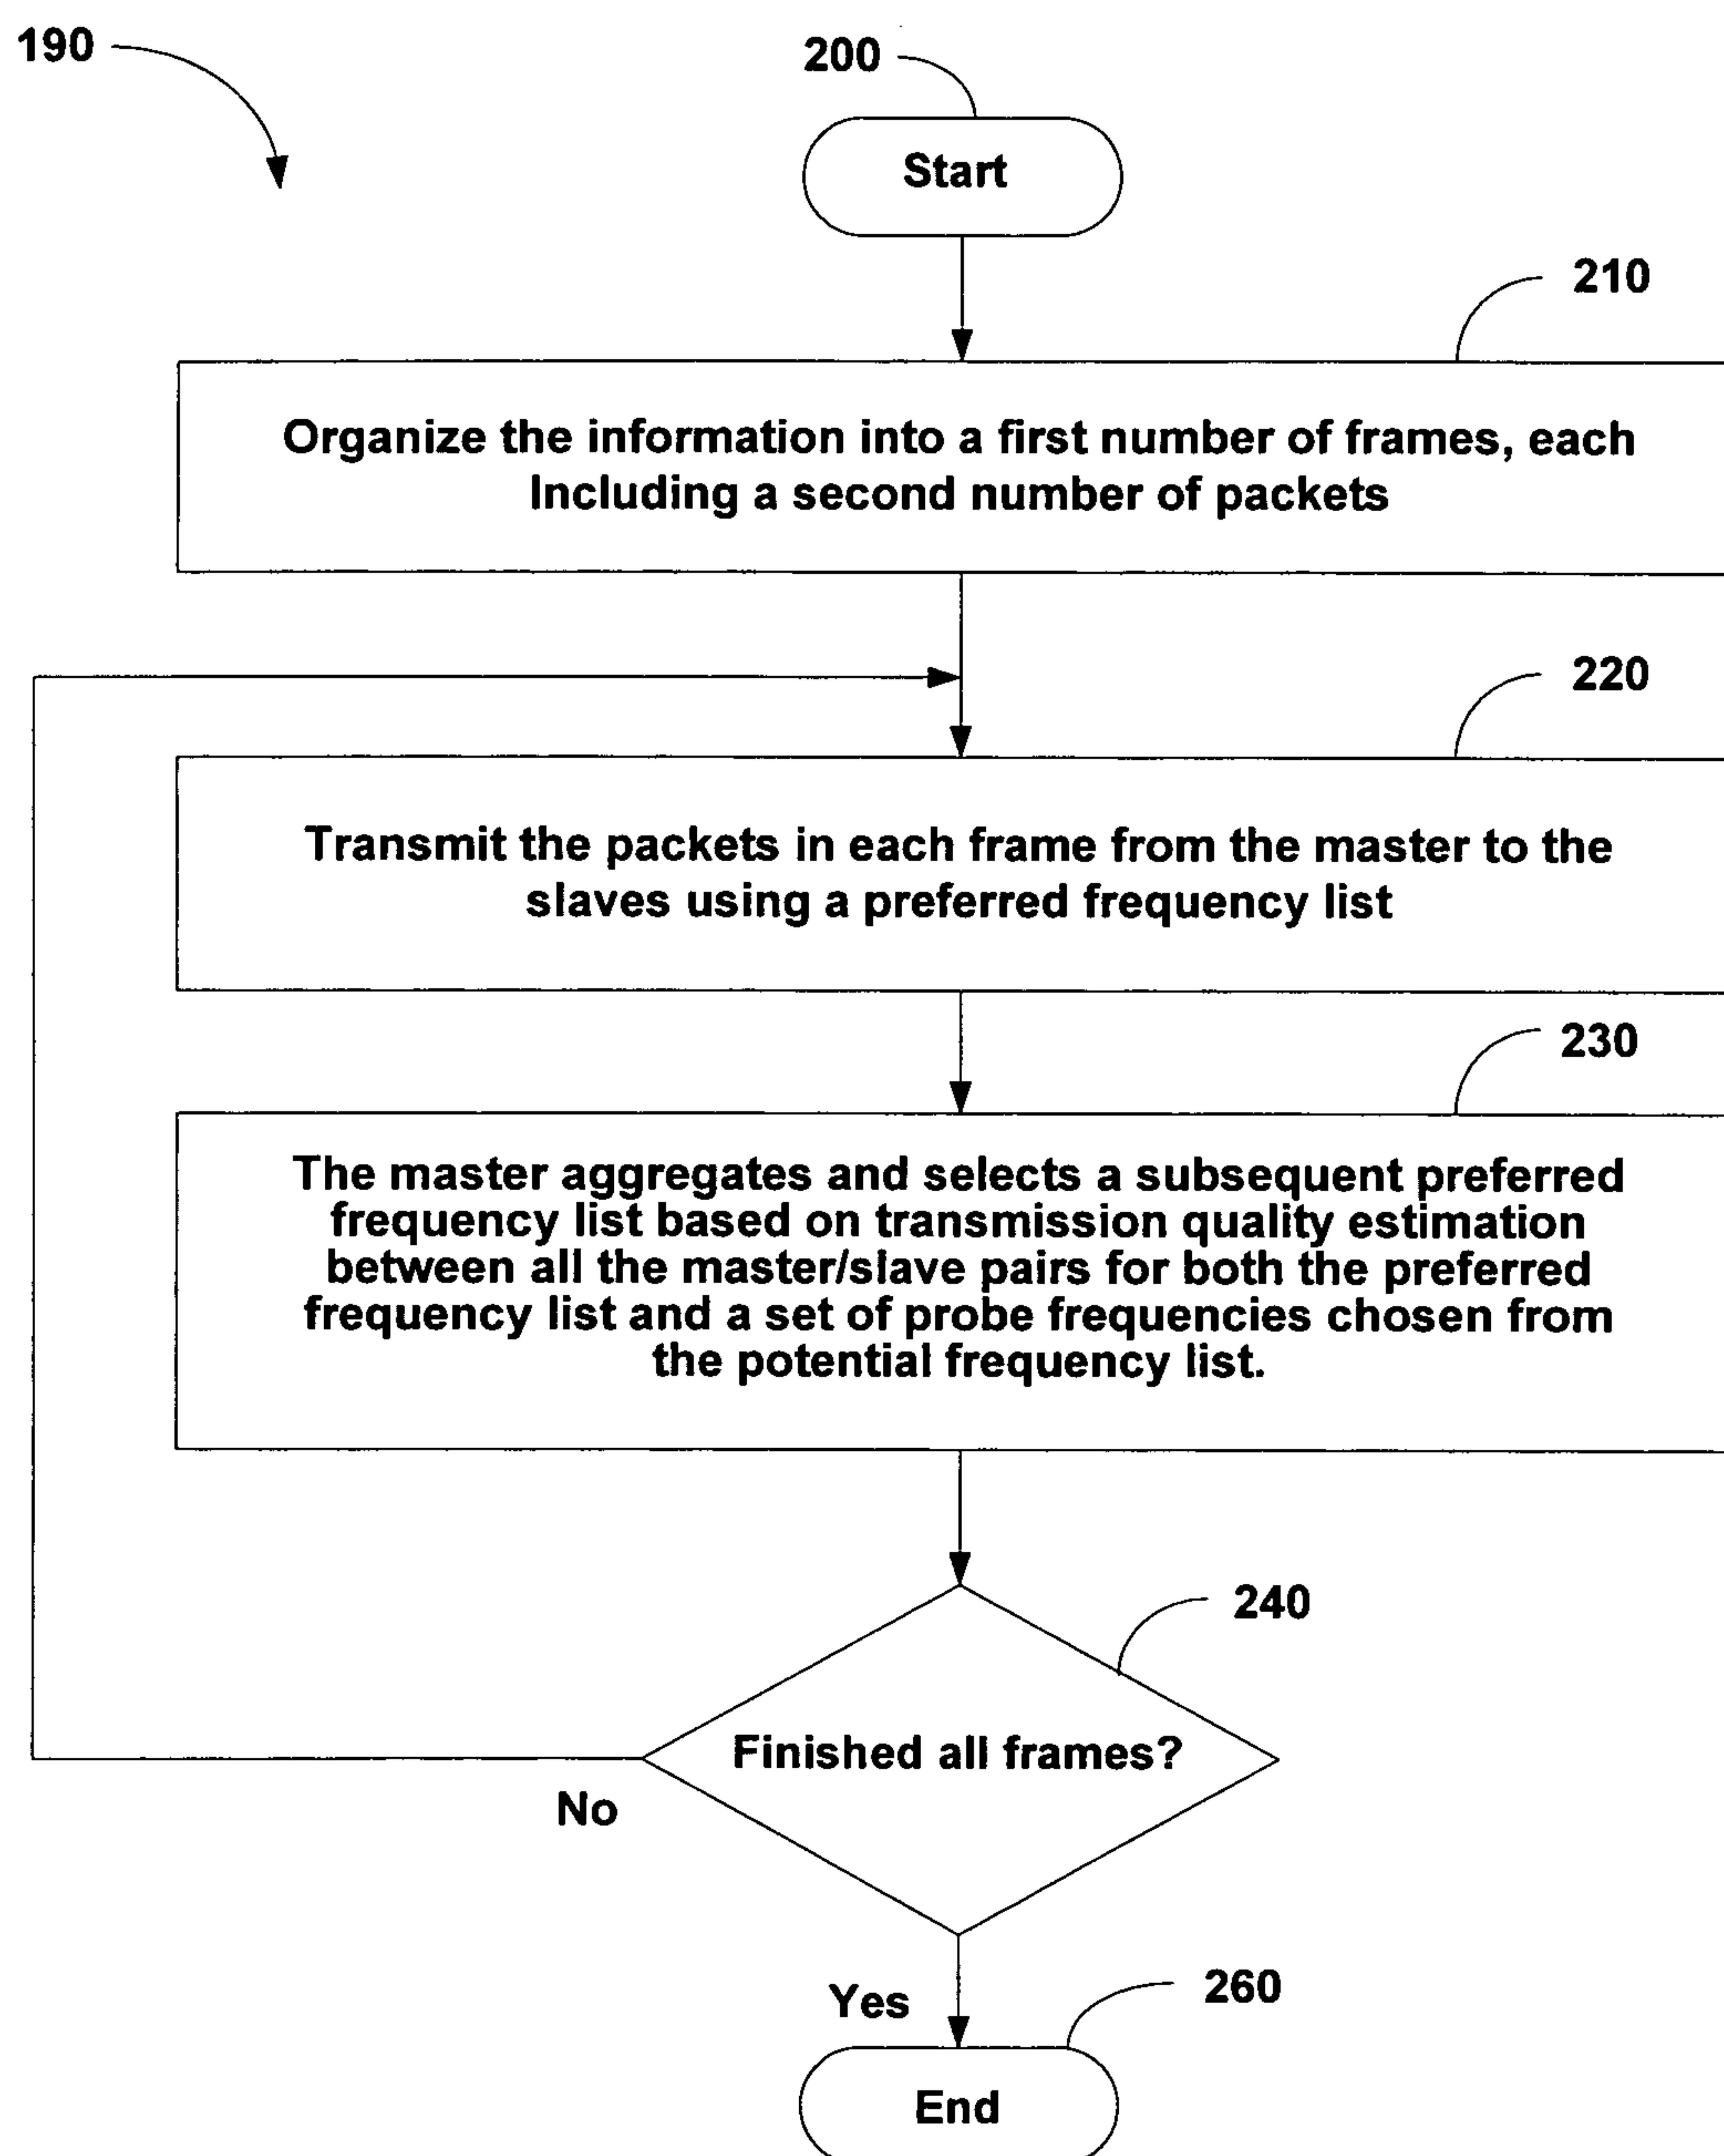 190
200
Start
210
Organize the information into a first number of frames, each
Including a second number of packets
220
Transmit the packets in each frame from the master to the
slaves using a preferred frequency list
230
The master aggregates and selects a subsequent preferred
frequency list based on transmission quality estimation
between all the master/slave pairs for both the preferred
frequency list and a set of probe frequencies chosen from
the potential frequency list.
240
Finished all frames?
No
Yes
260
End